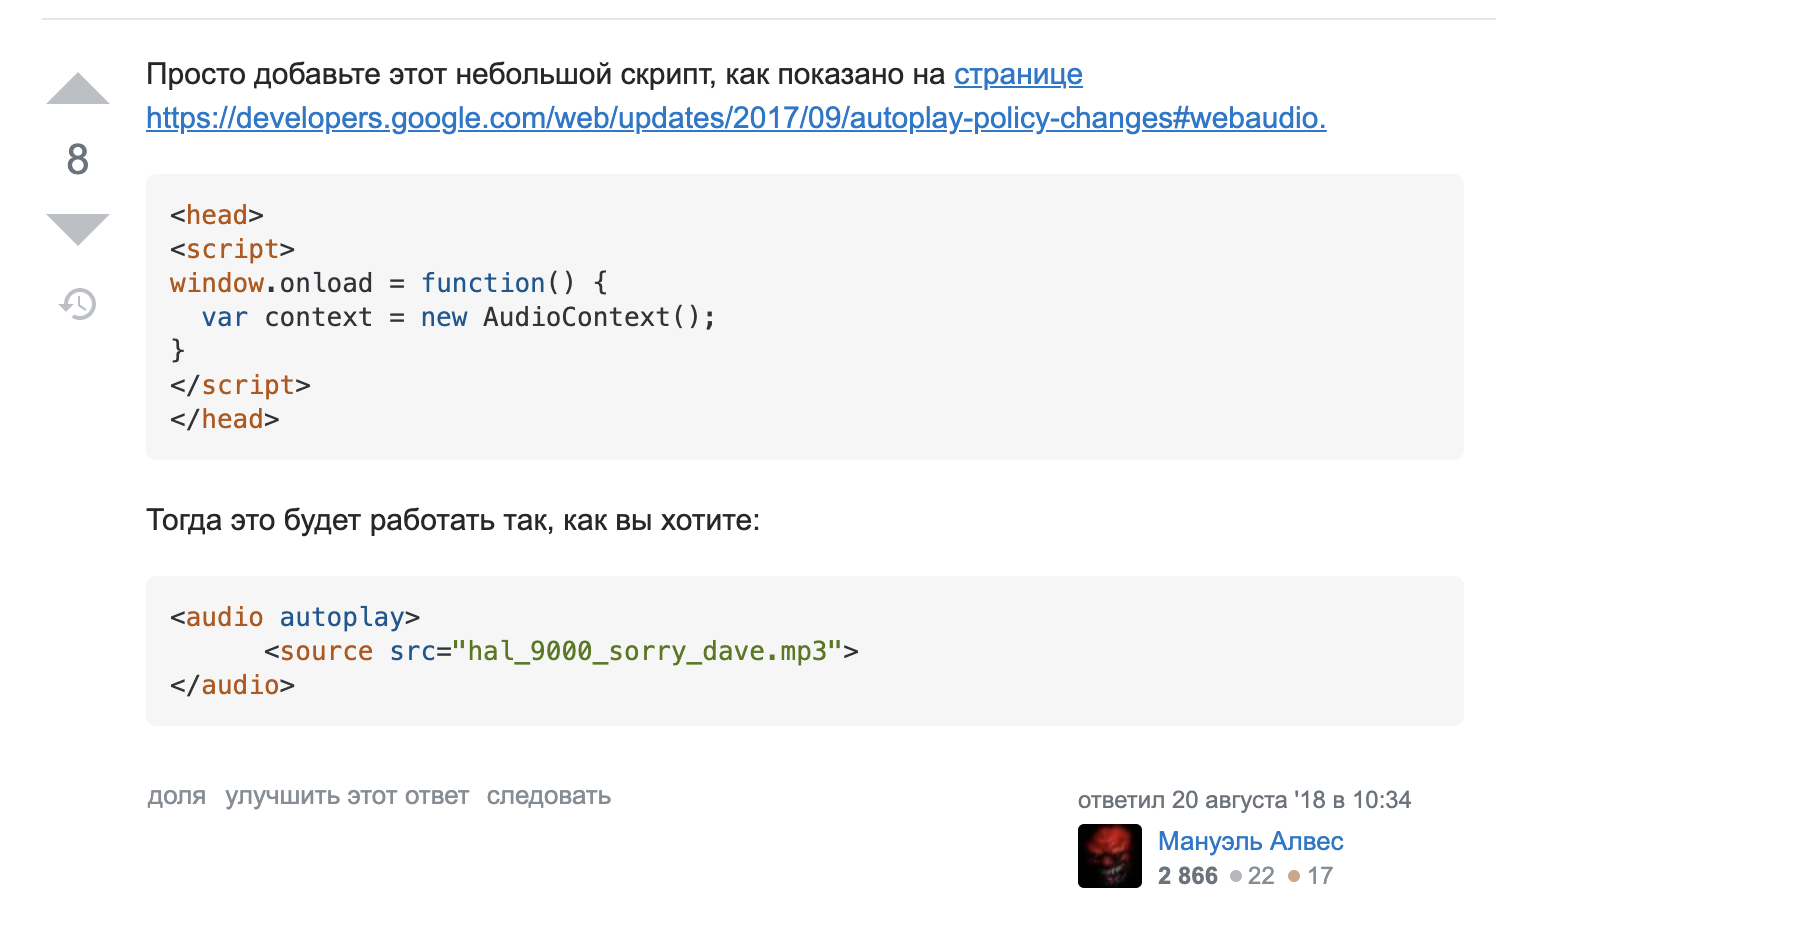 Просто добавьте этот небольшой скрипт, как показано на странице
https://developers.google.com/web/updates/2017/09/autoplay-policy-changes#webaudio.
8
<head>
<script>
window.onload = function() {
  var context = new AudioContext();
}
</script>
</head>
Тогда это будет работать так, как вы хотите:
<audio autoplay>
      <source src="hal_9000_sorry_dave.mp3">
</audio>
доля улучшить этот ответ следовать
ответил 20 августа '18 в 10:34
Мануэль Алвес
2 866 ● 22 ● 17